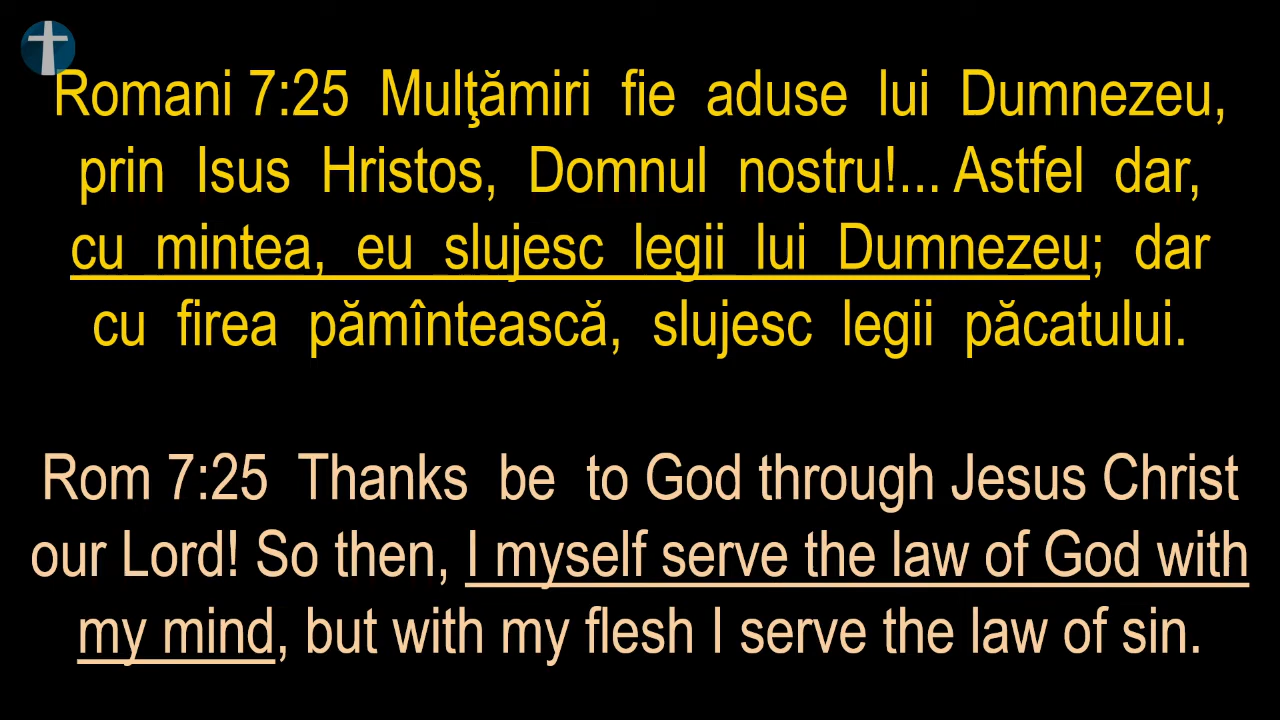 Romani 7:25 Mulţămiri fie aduse lui Dumnezeu,
prin Isus Hristos, Domnul nostru!... Astfel dar,
cu mintea, eu slujesc legii lui Dumnezeu; dar
cu firea pămîntească, slujesc legii păcatului.
Rom 7:25 Thanks be to God through Jesus Christ
our Lord! So then, I myself serve the law of God with
my mind, but with my flesh I serve the law of sin.